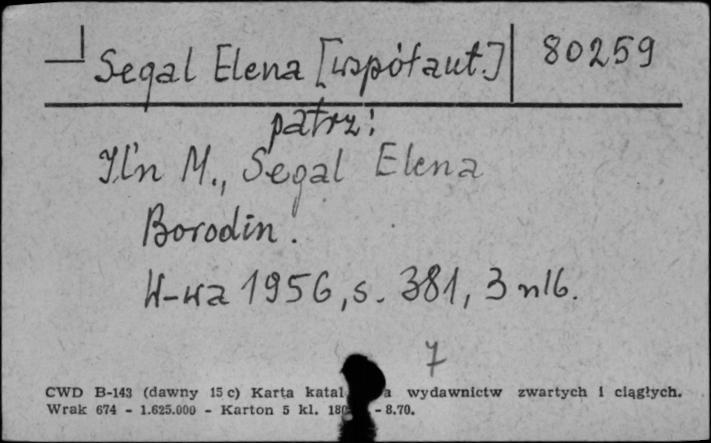 Segal Elena [współaut.] 80259
patrz:
Il'n M., Segal Elena
Borodin.
W-wa 1956, s. 381, 3 nlb.
7
CWD B-143 (dawny 15 c) Karta katal a wydawnictw zwartych i ciągłych.
Wrak 674 - 1.625.000 - Karton 5 kl. 18 - 8.70.